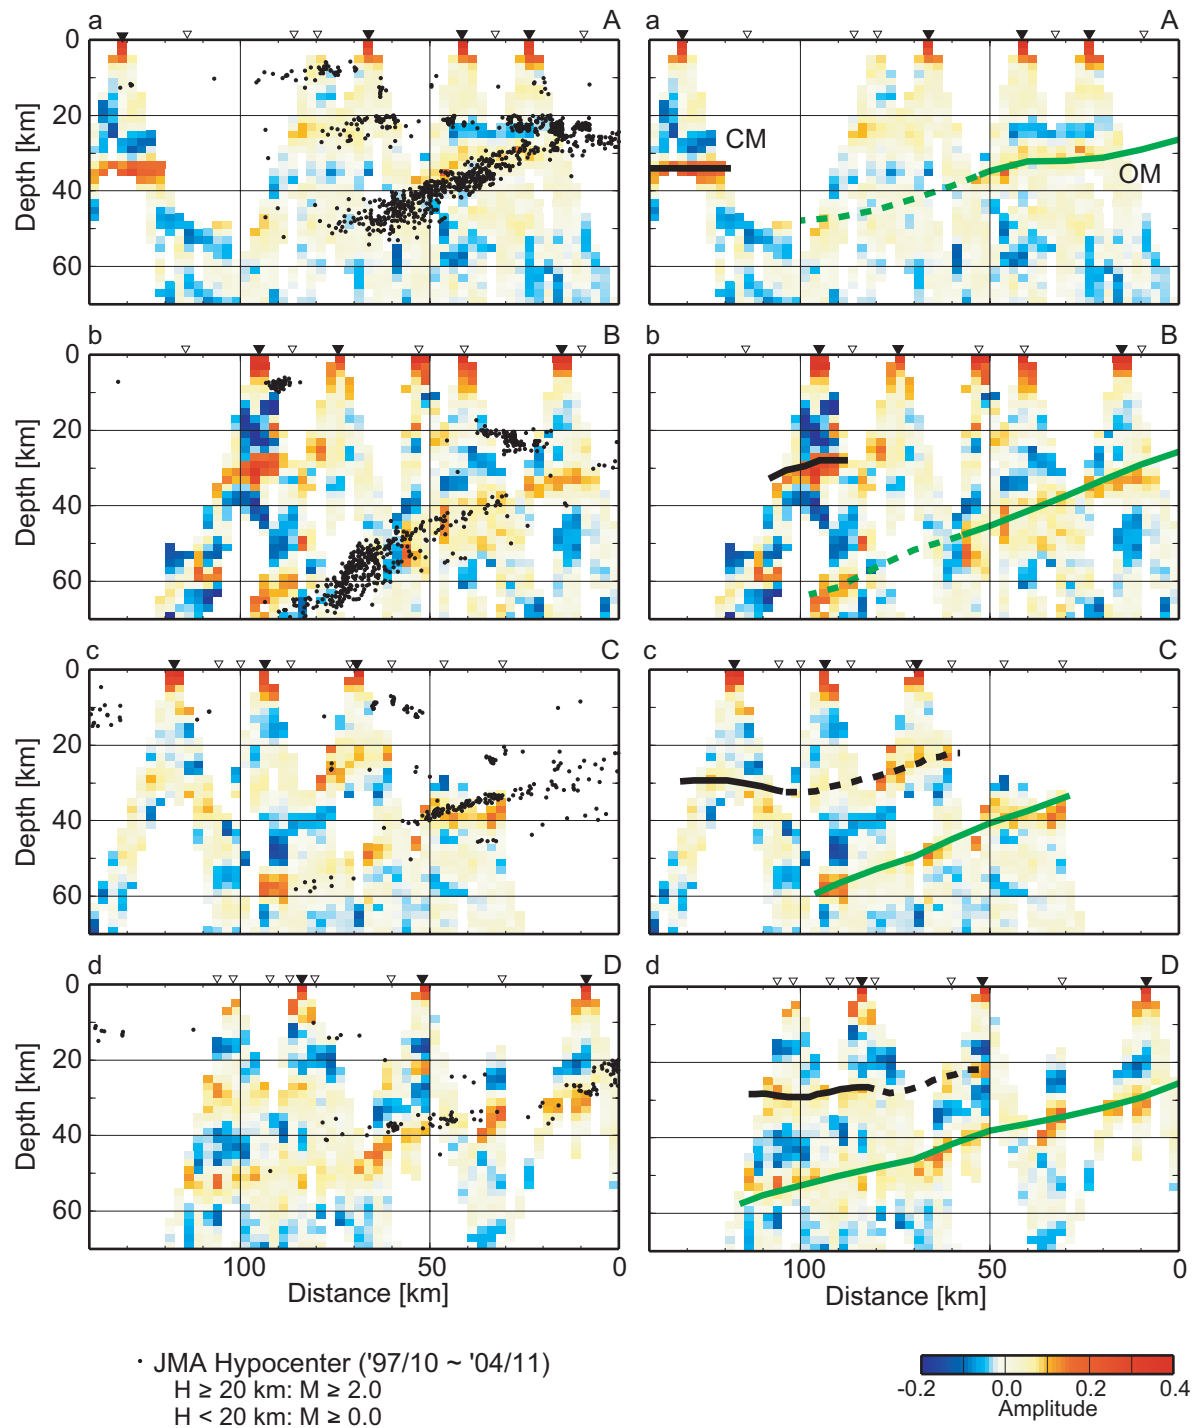 a A a A
0
20
40
60
Depth [km]
CM
OM
b B b B
0
20
40
60
Depth [km]
c C c C
0
20
40
60
Depth [km]
d D d D
0
20
40
60
Depth [km]
100 50 0 100 50 0
Distance [km] Distance [km]
· JMA Hypocenter ('97/10 ~ '04/11)
H ≥ 20 km: M ≥ 2.0
H < 20 km: M ≥ 0.0
-0.2 0.0 0.2 0.4
Amplitude